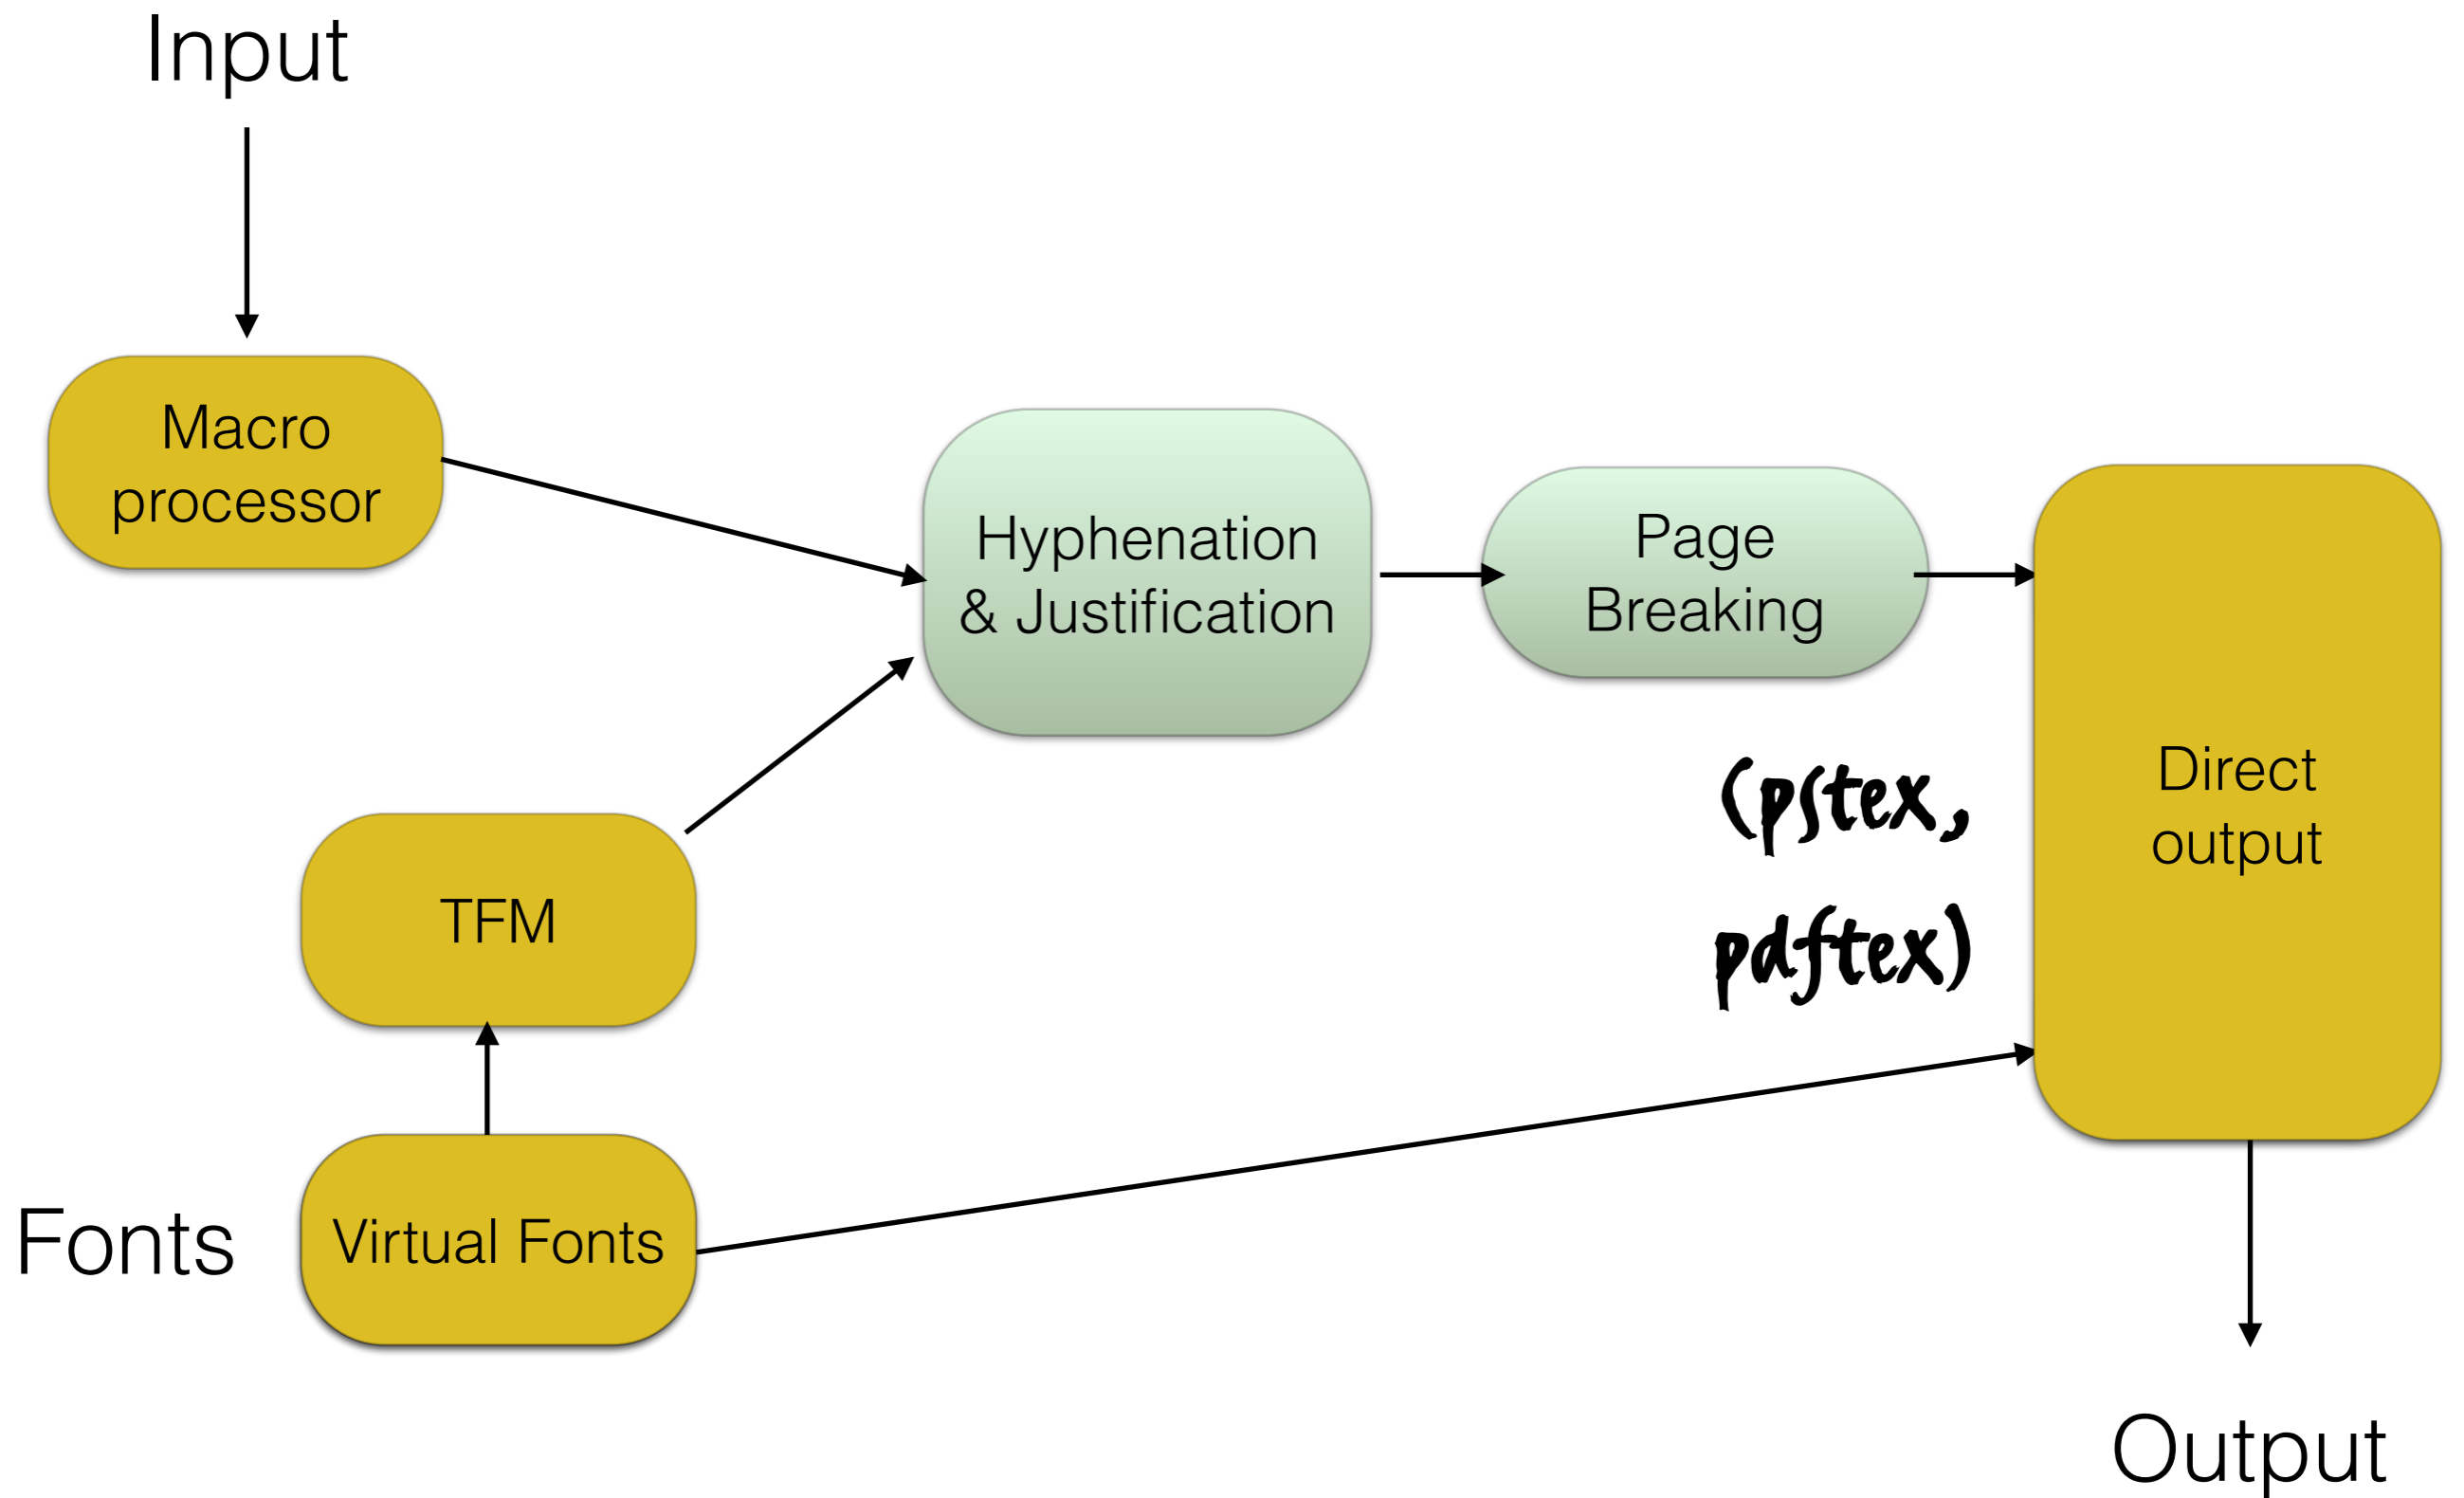 Input
Macro
processor
Hyphenation
& Justification
Page
Breaking
(pstex,
pdftex)
Direct
output
TFM
Fonts
Virtual Fonts
Output